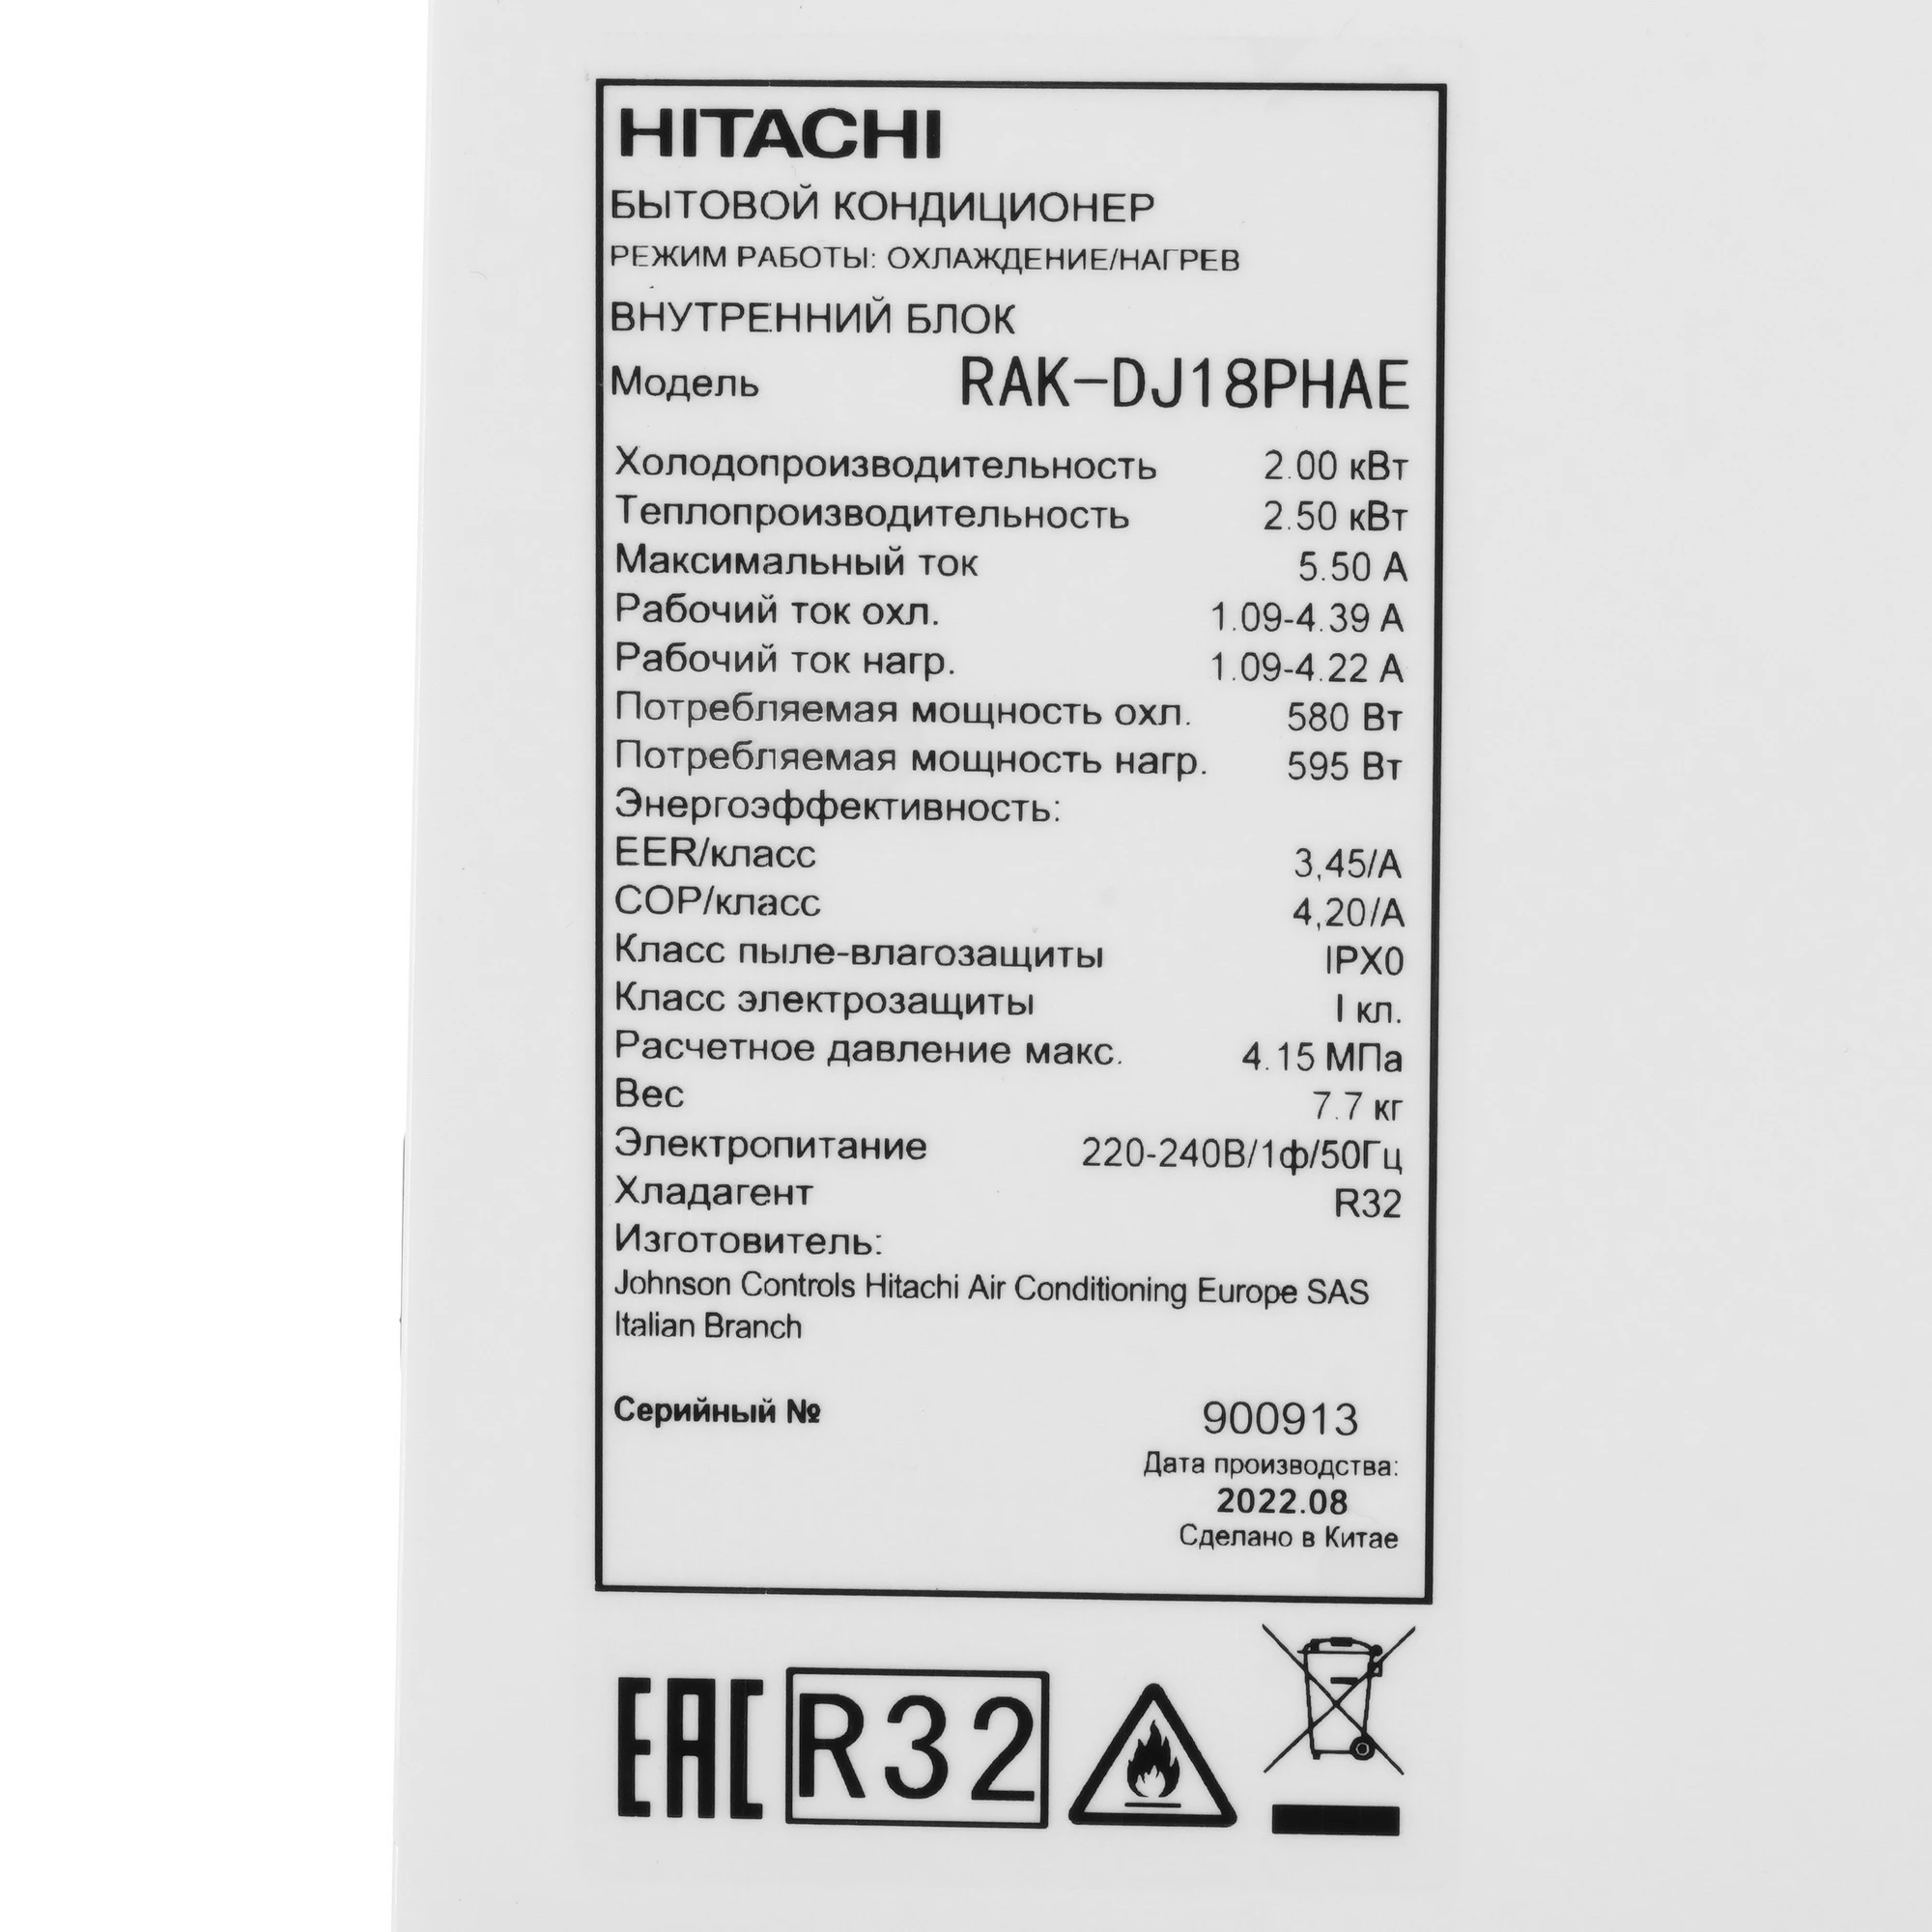 HITACHI
БЫТОВОЙ КОНДИЦИОНЕР
РЕЖИМ РАБОТЫ: ОХЛАЖДЕНИЕ/НАГРЕВ
ВНУТРЕННИЙ БЛОК
Модель RAK-DJ18PHAE
Холодопроизводительность 2.00 кВт
Теплопроизводительность 2.50 кВт
Максимальный ток 5.50 А
Рабочий ток охл. 1.09-4.39 А
Рабочий ток нагр. 1.09-4.22 А
Потребляемая мощность охл. 580 Вт
Потребляемая мощность нагр. 595 Вт
Энергоэффективность:
EER/класс 3,45/A
COP/класс 4,20/A
Класс пыле-влагозащиты IPX0
Класс электрозащиты I кл.
Расчетное давление макс. 4.15 МПа
Вес 7.7 кг
Электропитание 220-240В/1ф/50Гц
Хладагент R32
Изготовитель:
Johnson Controls Hitachi Air Conditioning Europe SAS
Italian Branch
Серийный № 900913
Дата производства:
2022.08
Сделано в Китае
EAC R32